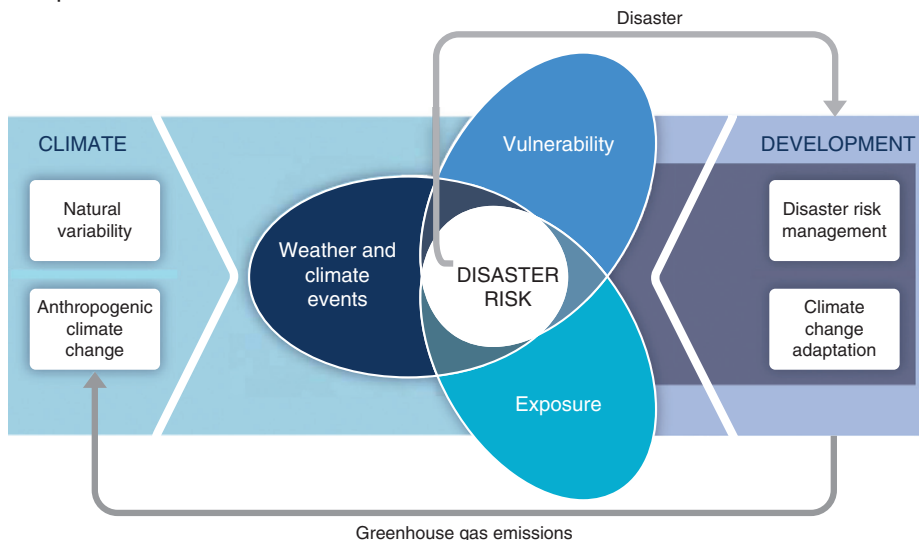 Disaster
CLIMATE
Natural
variability
Anthropogenic
climate
change
Weather and
climate
events
Vulnerability
DISASTER
RISK
Exposure
DEVELOPMENT
Disaster risk
management
Climate
change
adaptation
Greenhouse gas emissions